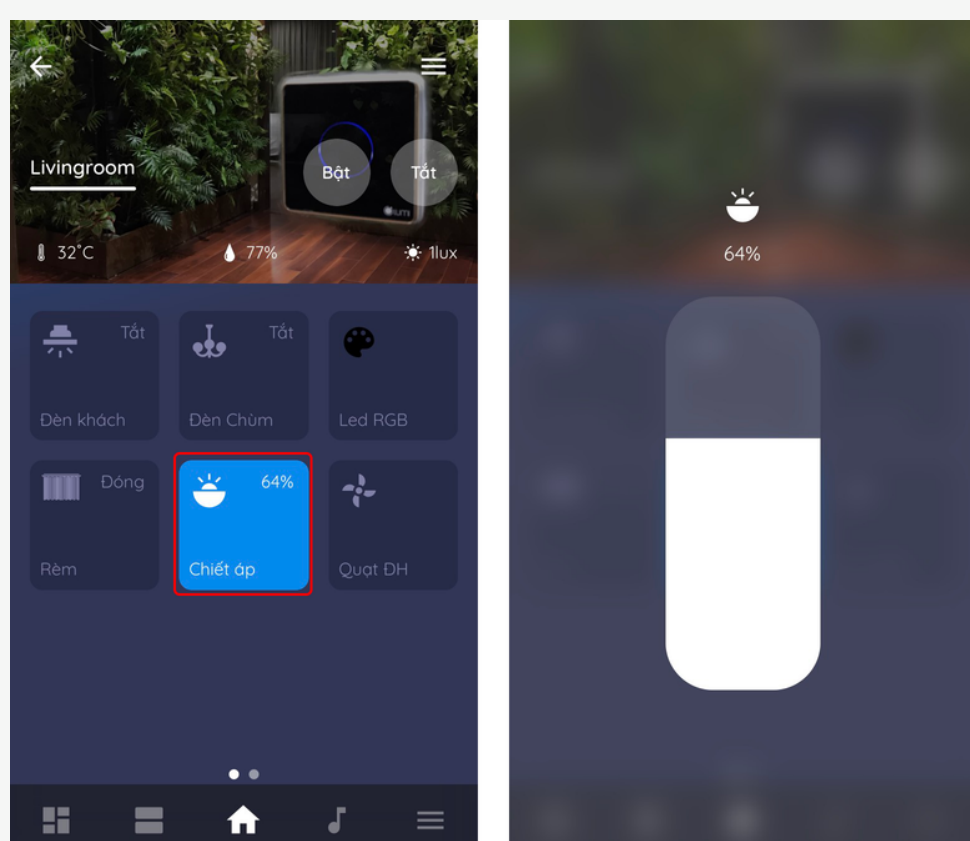 Livingroom
Bật
Tắt
lumi
32°C
77%
1lux
Tắt
Tắt
Đèn khách
Đèn Chùm
Led RGB
Đóng
64%
Rèm
Chiết áp
Quạt ĐH
64%